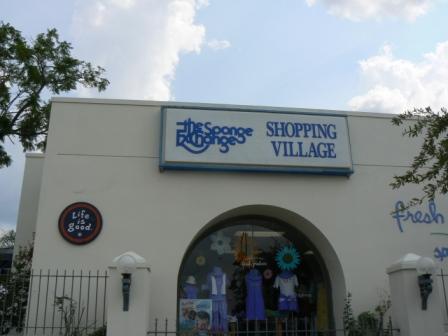 the Sponge
Exchange
SHOPPING
VILLAGE
Life
is
good
fresh